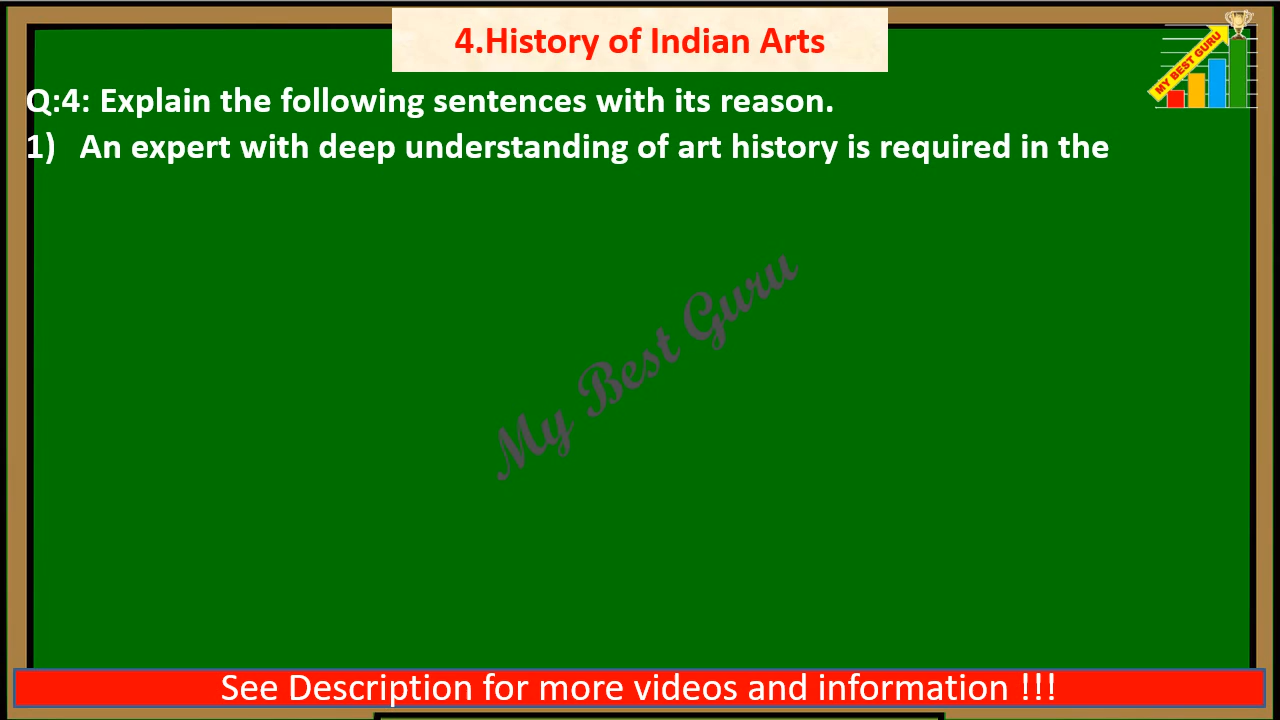 4.History of Indian Arts
MY BEST GURU
Q:4: Explain the following sentences with its reason.
1) An expert with deep understanding of art history is required in the
My Best Guru
See Description for more videos and information !!!